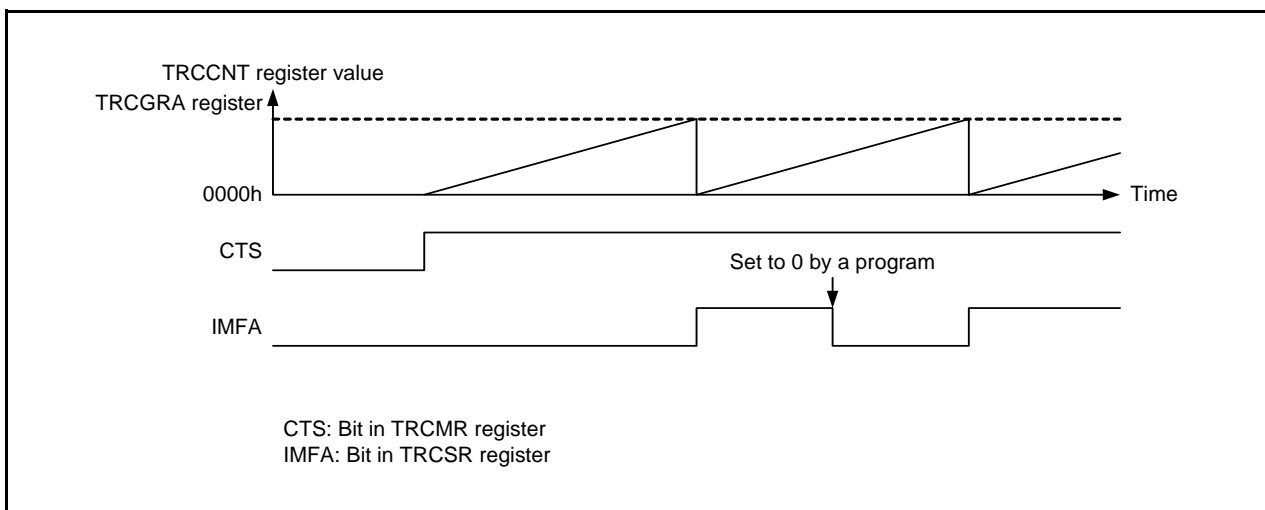 TRCCNT register value
TRCGRA register
0000h
Time
CTS
Set to 0 by a program
IMFA
CTS: Bit in TRCMR register
IMFA: Bit in TRCSR register